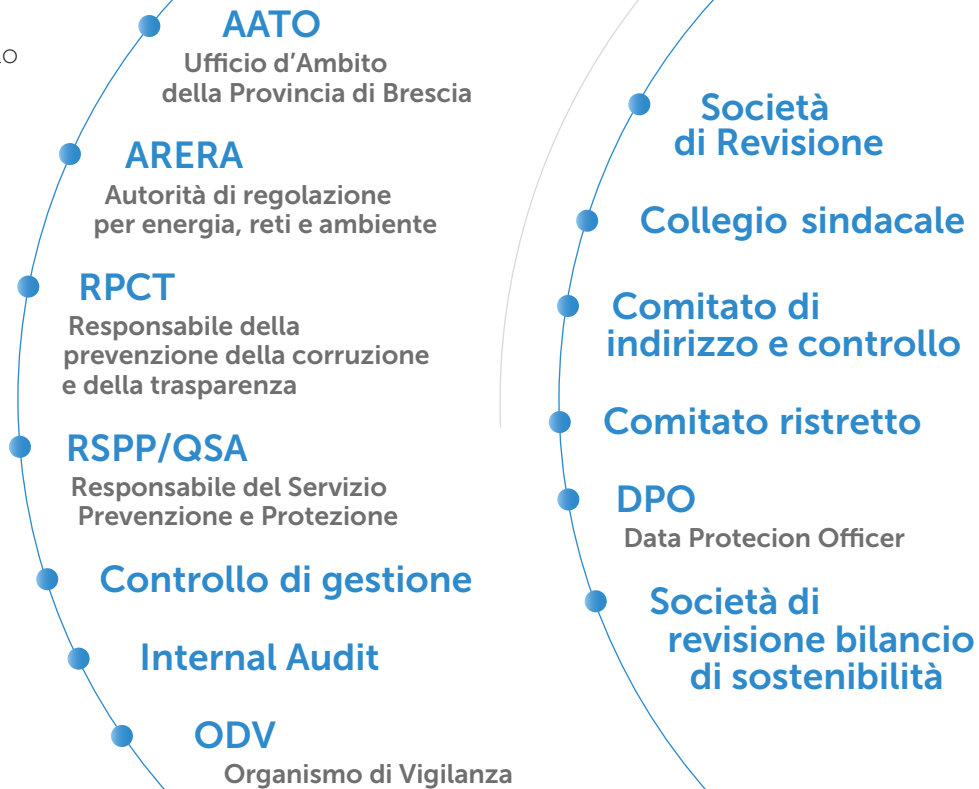 AATO
Ufficio d'Ambito
della Provincia di Brescia
ARERA
Autorità di regolazione
per energia, reti e ambiente
RPCT
Responsabile della
prevenzione della corruzione
e della trasparenza
RSPP/QSA
Responsabile del Servizio
Prevenzione e Protezione
Controllo di gestione
Internal Audit
ODV
Organismo di Vigilanza
Società
di Revisione
Collegio sindacale
Comitato di
indirizzo e controllo
Comitato ristretto
DPO
Data Protecion Officer
Società di
revisione bilancio
di sostenibilità